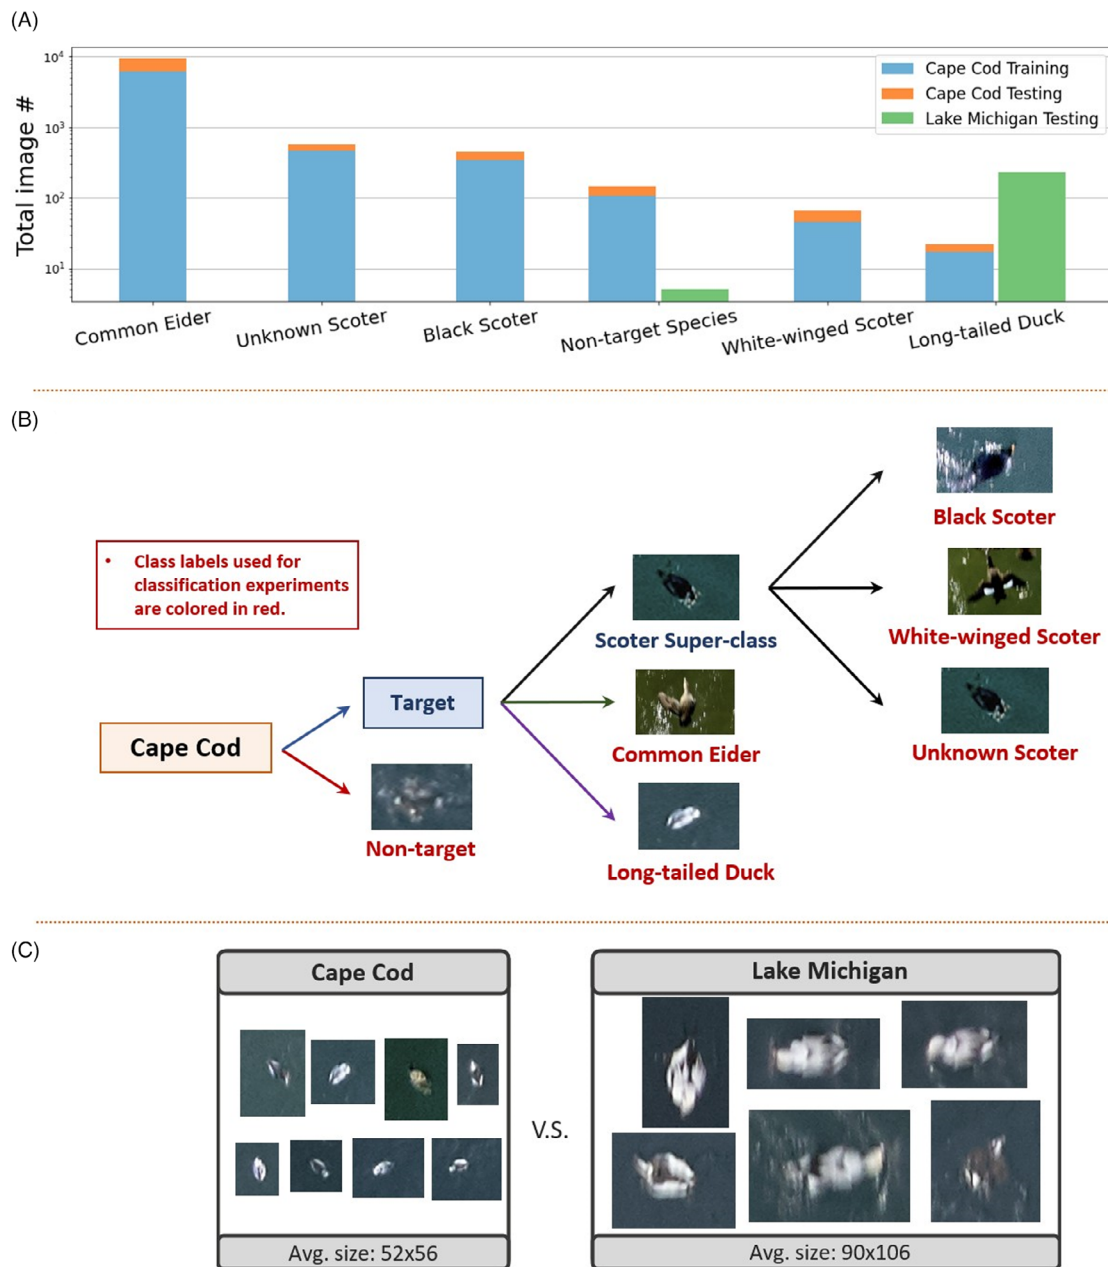 (A)
Total image #
10⁴
10³
10²
10¹
Cape Cod Training
Cape Cod Testing
Lake Michigan Testing
Common Eider
Unknown Scoter
Black Scoter
Non-target Species
White-winged Scoter
Long-tailed Duck
(B)
• Class labels used for
classification experiments
are colored in red.
Cape Cod
Target
Non-target
Scoter Super-class
Common Eider
Long-tailed Duck
Black Scoter
White-winged Scoter
Unknown Scoter
(C)
Cape Cod
Avg. size: 52x56
V.S.
Lake Michigan
Avg. size: 90x106